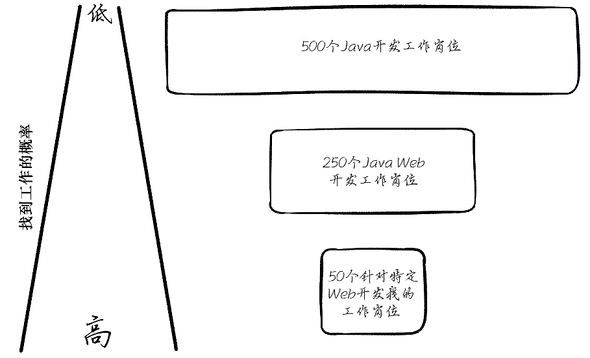 低
500个Java开发工作岗位
找到工作的概率
250个Java Web
开发工作岗位
50个针对特定
Web开发栈的
工作岗位
高